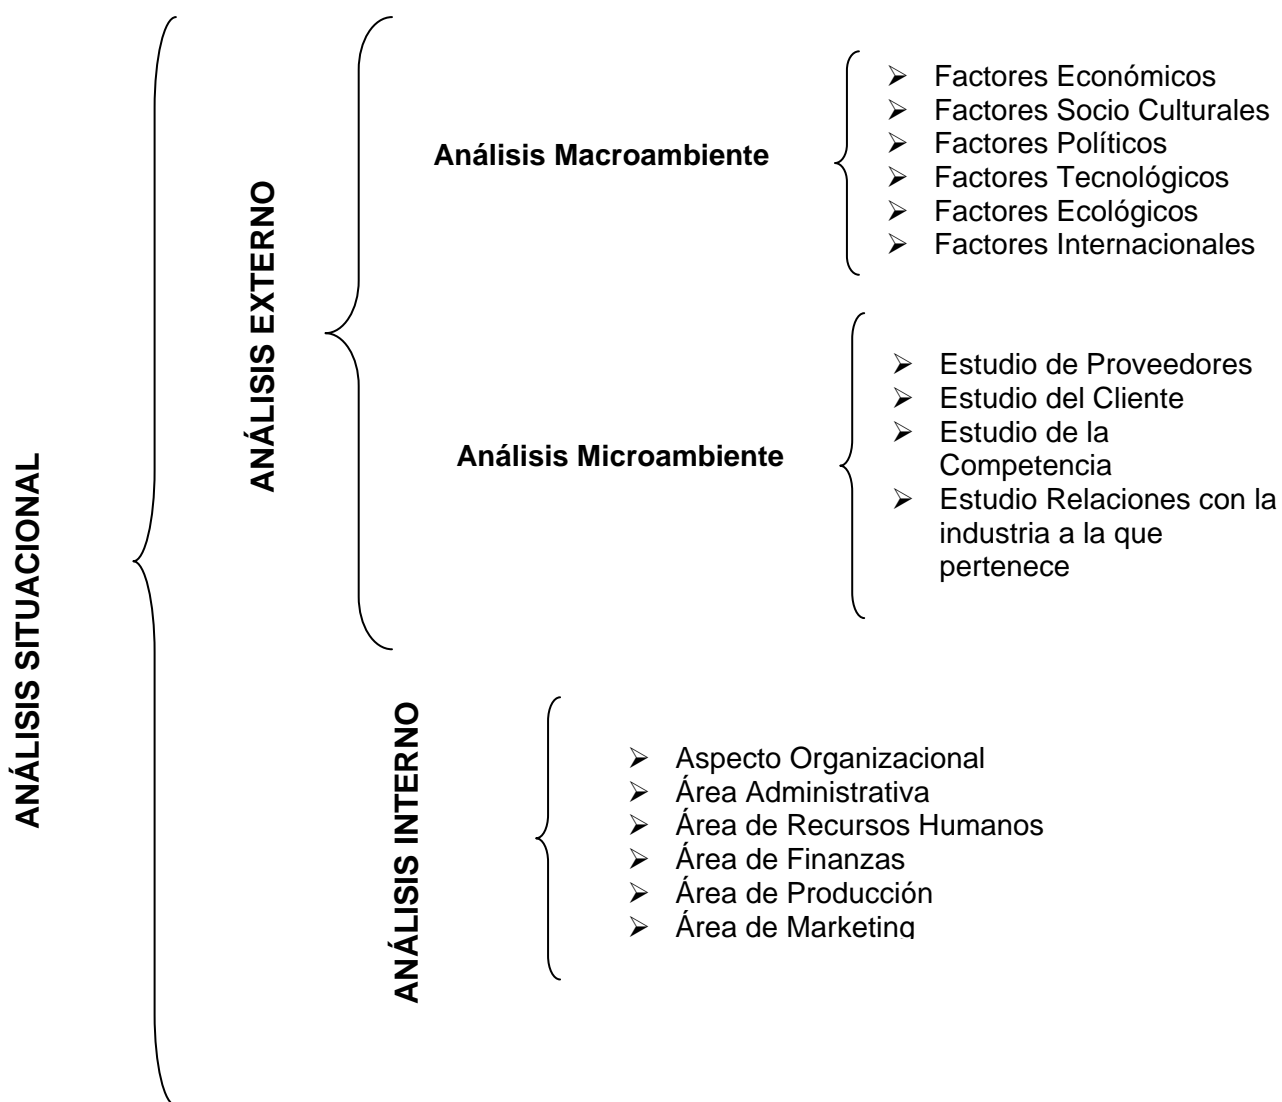 ANÁLISIS SITUACIONAL
ANÁLISIS EXTERNO
Análisis Macroambiente
➢ Factores Económicos
➢ Factores Socio Culturales
➢ Factores Políticos
➢ Factores Tecnológicos
➢ Factores Ecológicos
➢ Factores Internacionales
Análisis Microambiente
➢ Estudio de Proveedores
➢ Estudio del Cliente
➢ Estudio de la
Competencia
➢ Estudio Relaciones con la
industria a la que
pertenece
ANÁLISIS INTERNO
➢ Aspecto Organizacional
➢ Área Administrativa
➢ Área de Recursos Humanos
➢ Área de Finanzas
➢ Área de Producción
➢ Área de Marketing